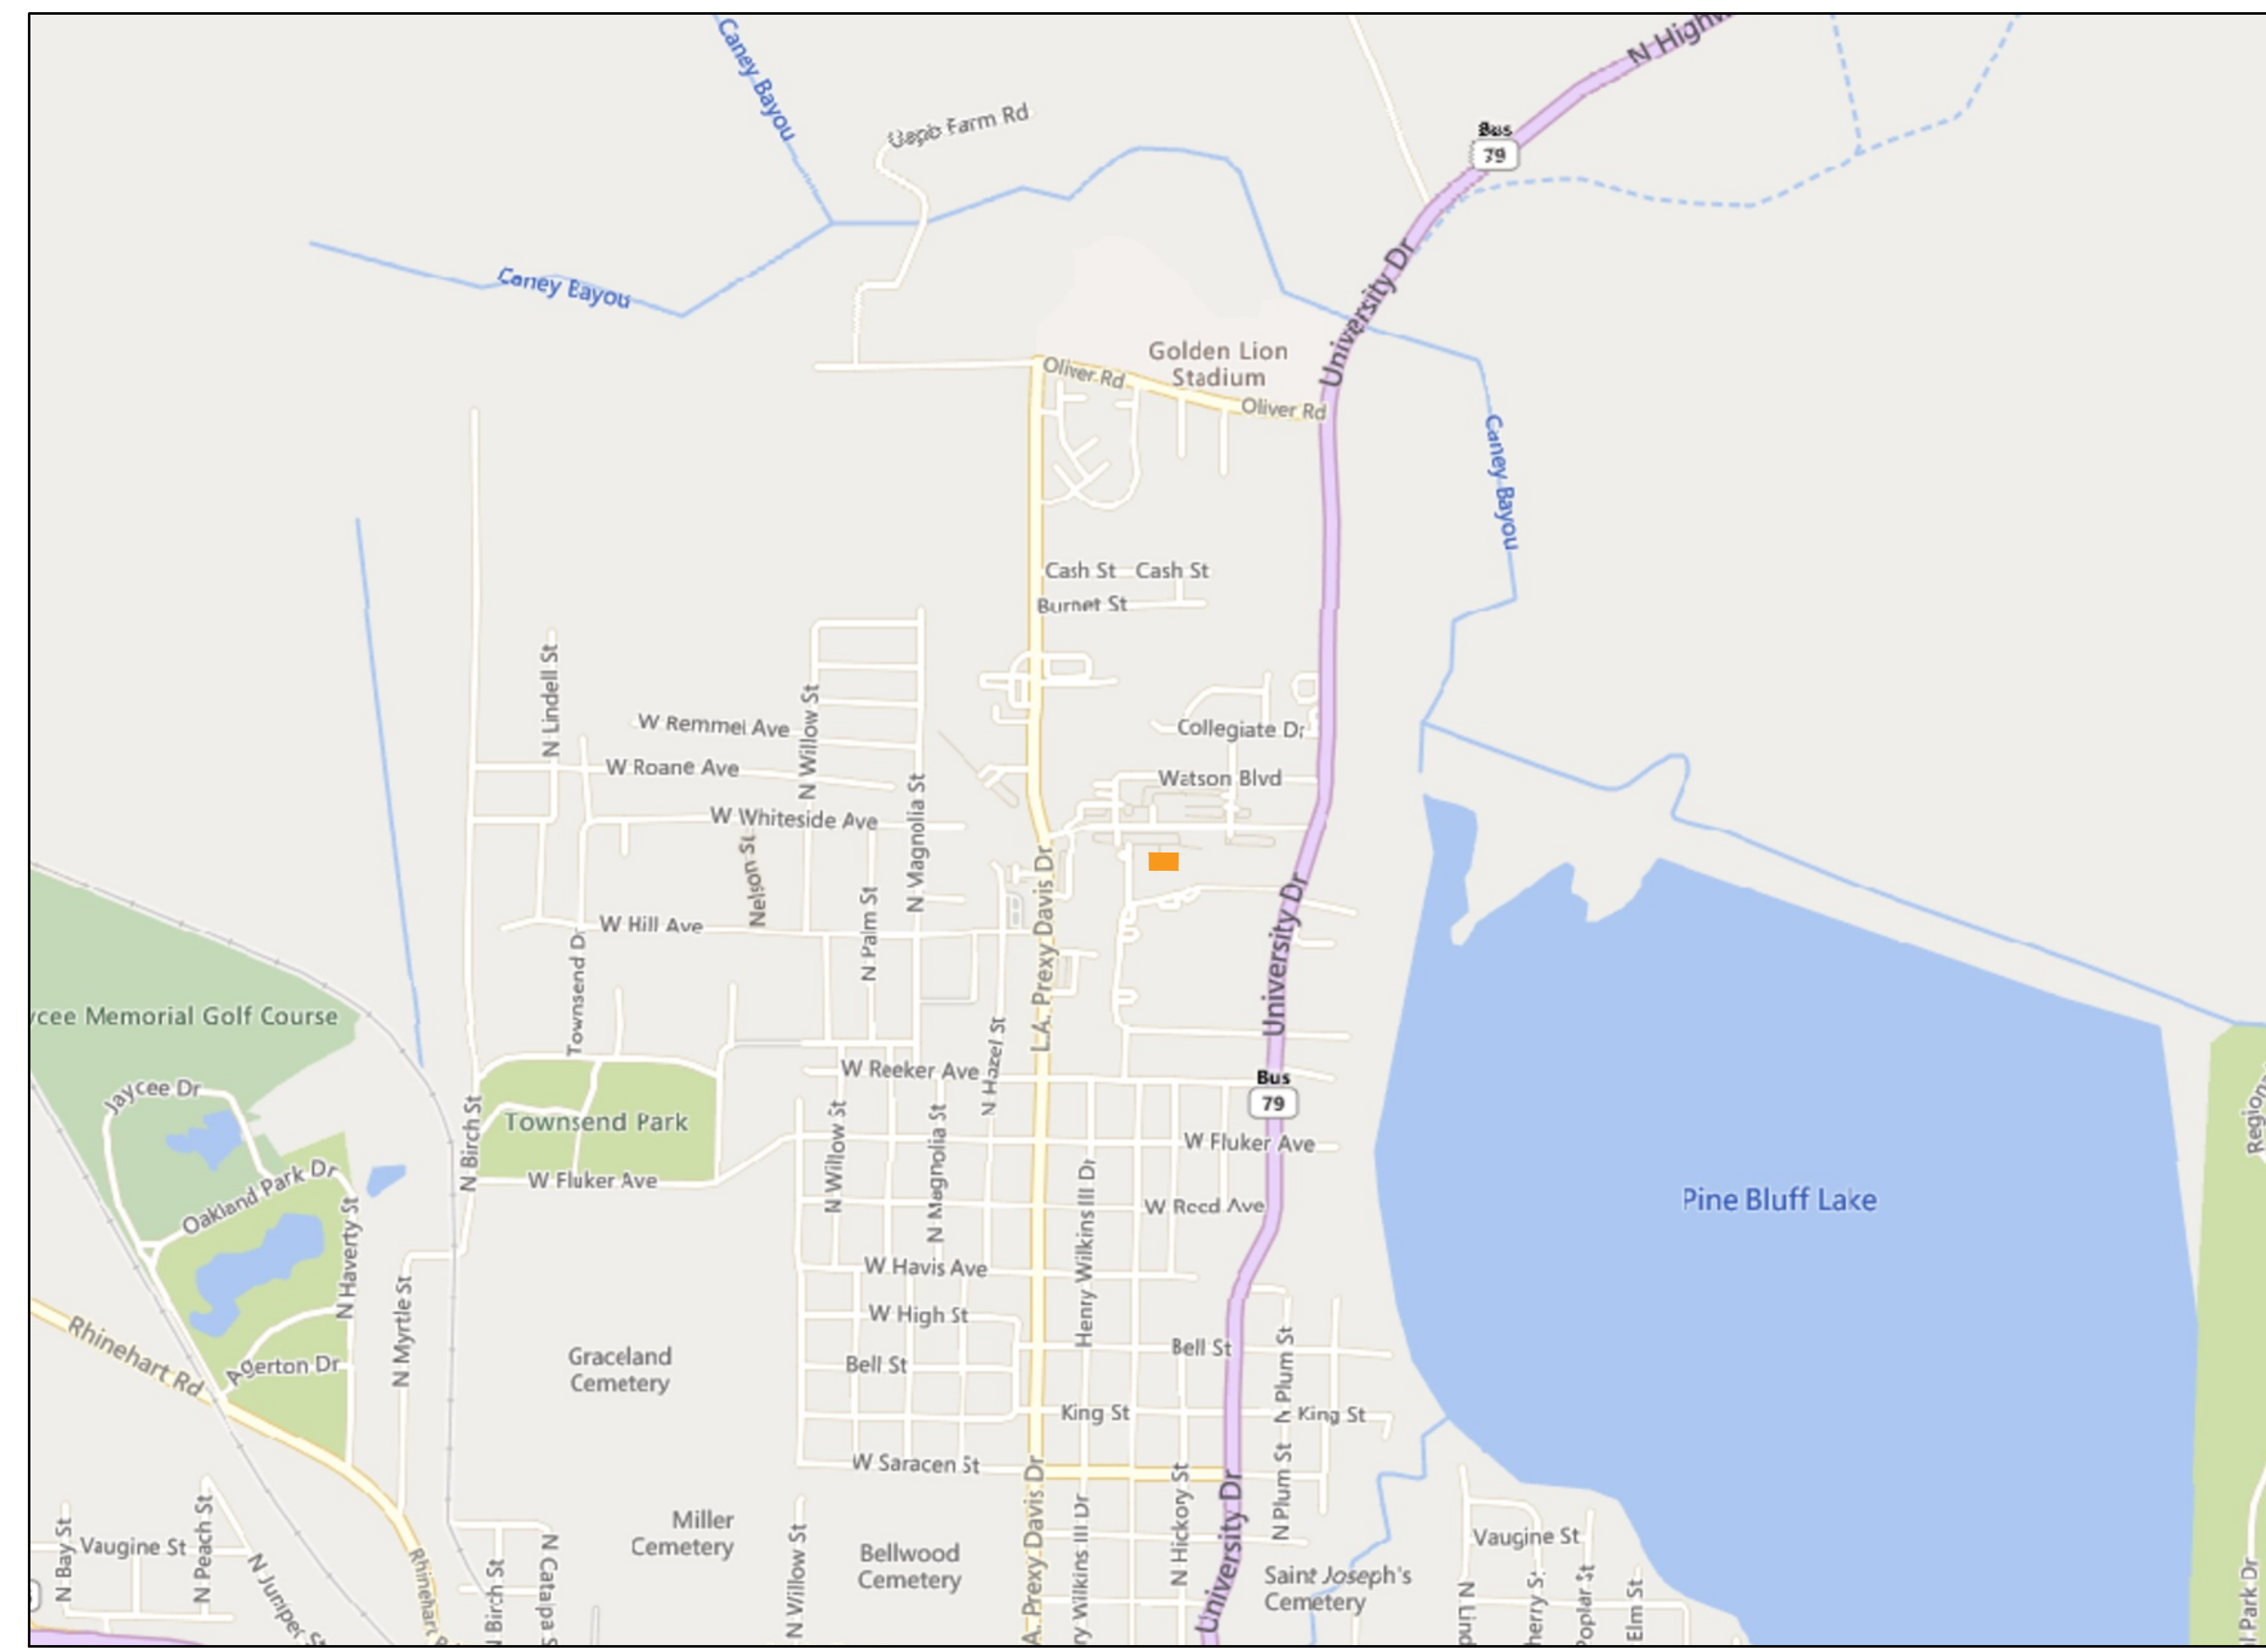 Caney Bayou
N Highw
Bus
79
Farm Rd
Caney Bayou
University Dr
Golden Lion
Stadium
Oliver Rd
Oliver Rd
Caney Bayou
Cash St
Cash St
Burnet St
N Lindell St
W Remmel Ave
N Willow St
Collegiate Dr
W Roane Ave
Watson Blvd
N Magnolia St
W Whiteside Ave
Nelson St
L.A. Prexy Davis Dr
University Dr
N Palm St
W Hill Ave
Townsend Dr
ycee Memorial Golf Course
N Hazel St
W Reeker Ave
Bus
79
Jaycee Dr
Townsend Park
N Birch St
N Willow St
N Magnolia St
W Fluker Ave
Oakland Park Dr
W Fluker Ave
Henry Wilkins III Dr
W Reed Ave
Pine Bluff Lake
N Haverty St
W Havis Ave
N Myrtle St
W High St
Rhinehart Rd
Agerton Dr
Graceland
Cemetery
Bell St
Bell St
N Plum St
King St
King St
W Saracen St
A. Prexy Davis Dr
ry Wilkins III Dr
N Hickory St
University Dr
N Plum St
N Bay St
Vaugine St
N Peach St
N Juniper St
Rhinehart R
N Birch St
N Catalpa S
Miller
Cemetery
N Willow St
Bellwood
Cemetery
Saint Joseph's
Cemetery
Vaugine St
N Lind
herry S
Poplar St
Elm St
Region
l Park Dr